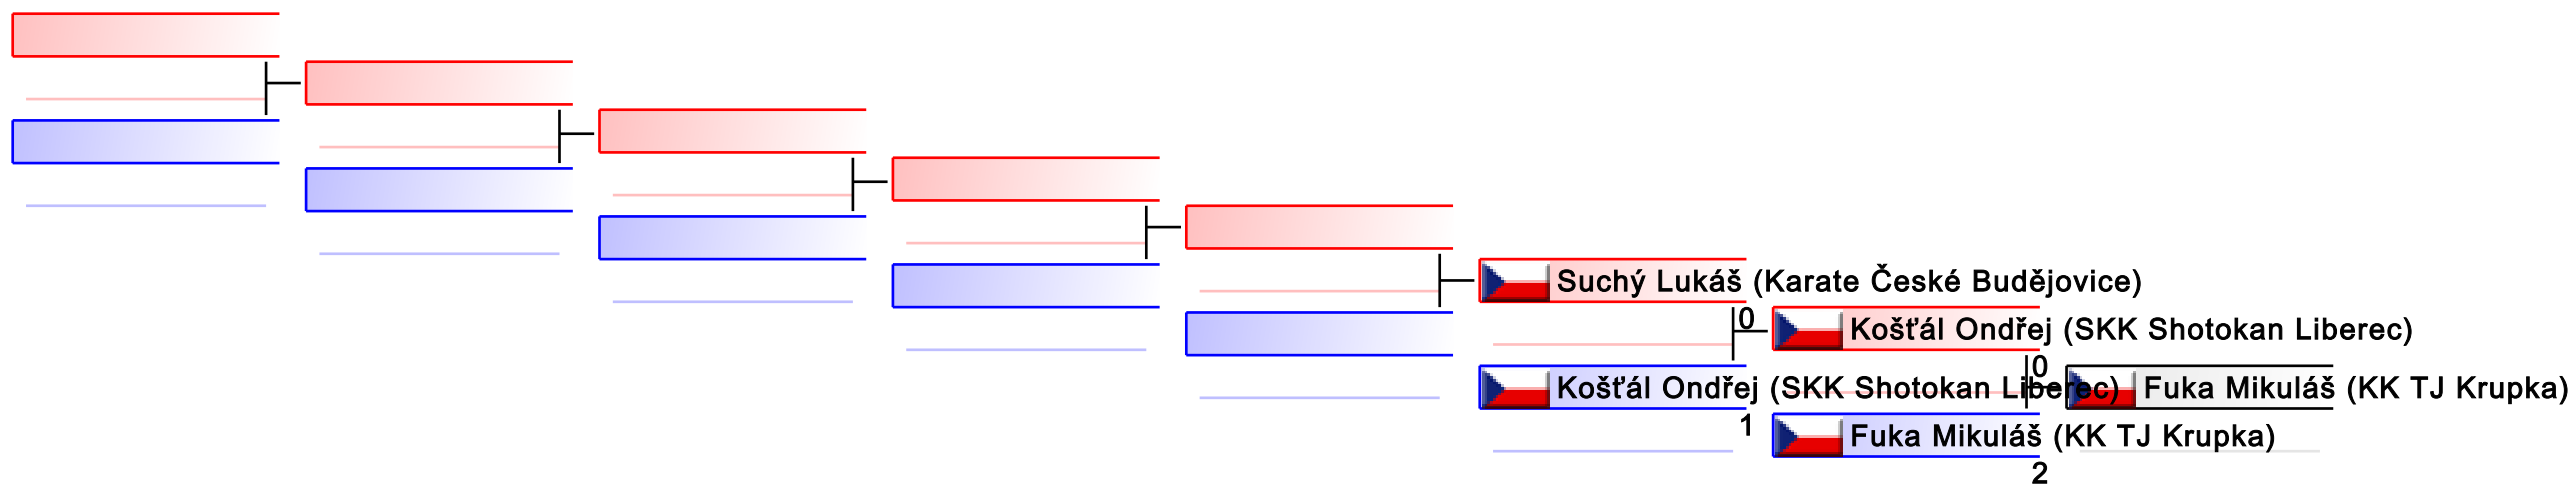 Suchý Lukáš (Karate České Budějovice)
0
Košťál Ondřej (SKK Shotokan Liberec)
0
Košťál Ondřej (SKK Shotokan Liberec)
Fuka Mikuláš (KK TJ Krupka)
1
Fuka Mikuláš (KK TJ Krupka)
2